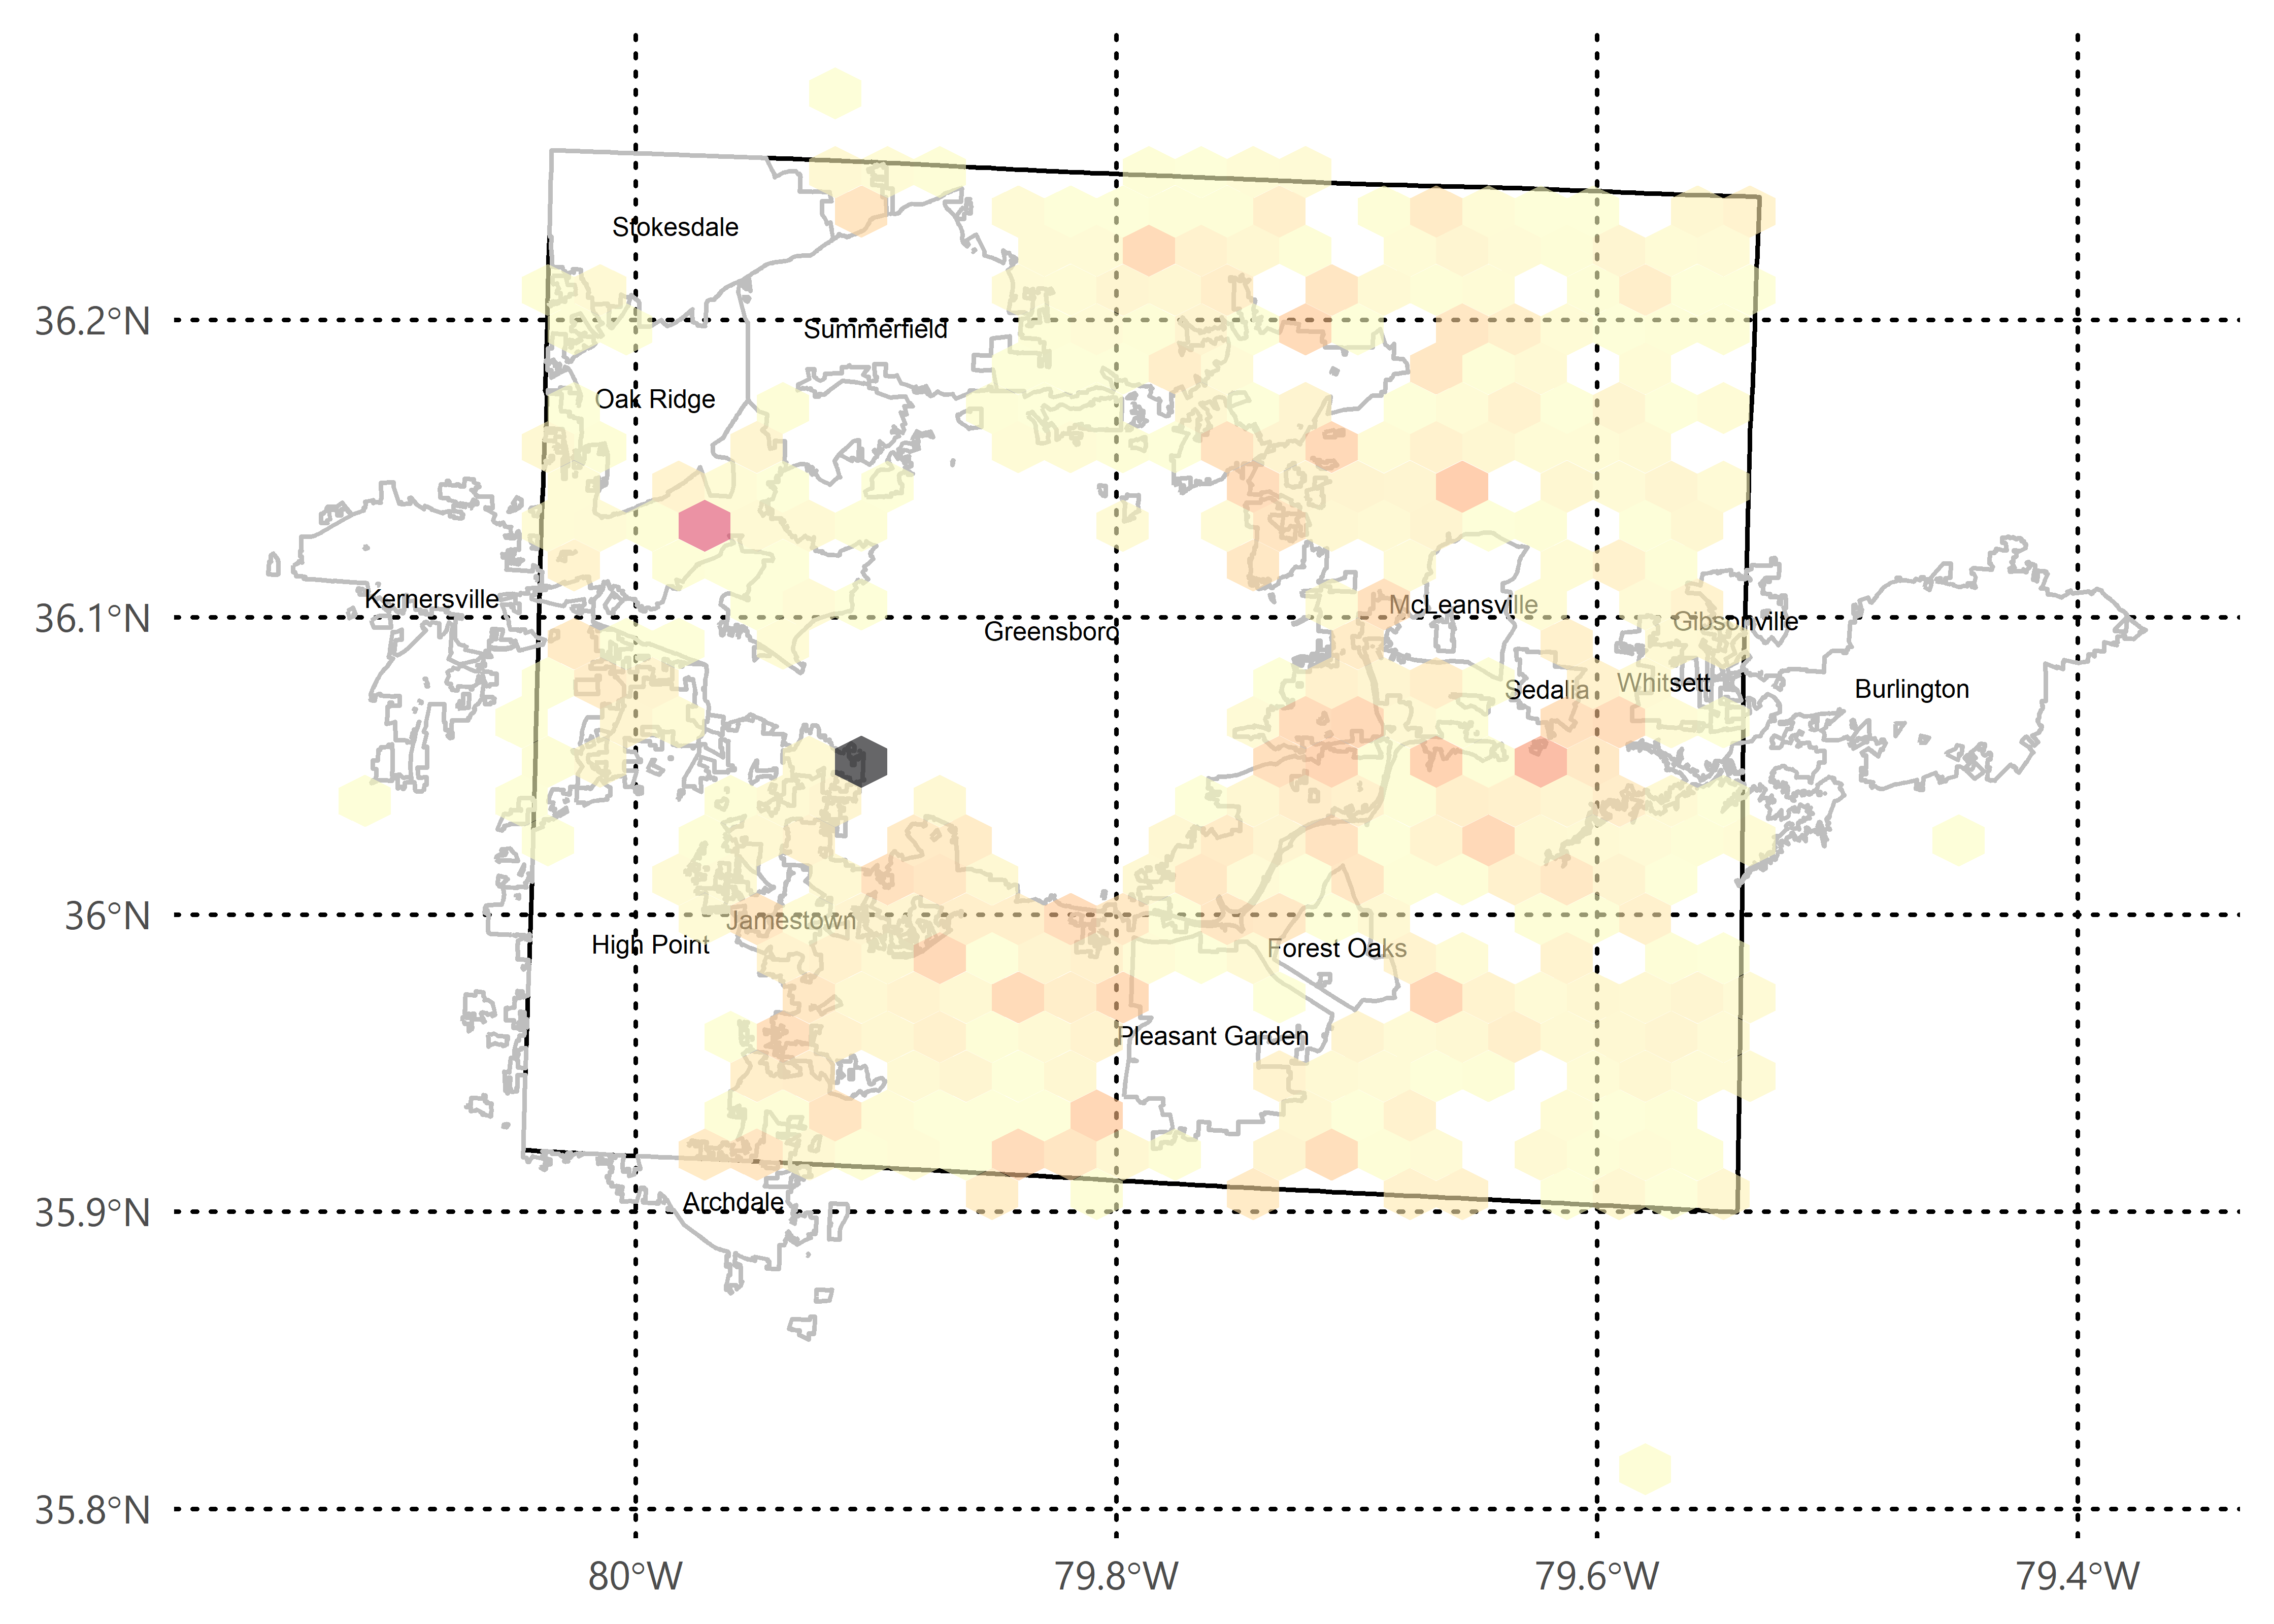 Stokesdale
36.2°N
Summerfield
Oak Ridge
Kernersville
McLeansville
36.1°N
Gibsonville
Greensboro
Sedalia
Whitsett
Burlington
36°N
Jamestown
High Point
Forest Oaks
Pleasant Garden
Archdale
35.9°N
35.8°N
80°W
79.8°W
79.6°W
79.4°W